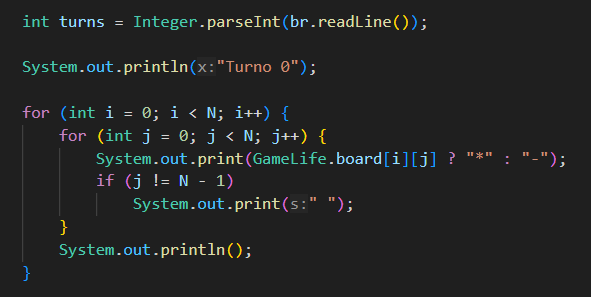 int turns = Integer.parseInt(br.readLine());
System.out.println(x:"Turno 0");
for (int i = 0; i < N; i++) {
for (int j = 0; j < N; j++) {
System.out.print(GameLife.board[i][j] ? "*" : "-");
if (j != N - 1)
System.out.print(s:" ");
}
System.out.println();
}